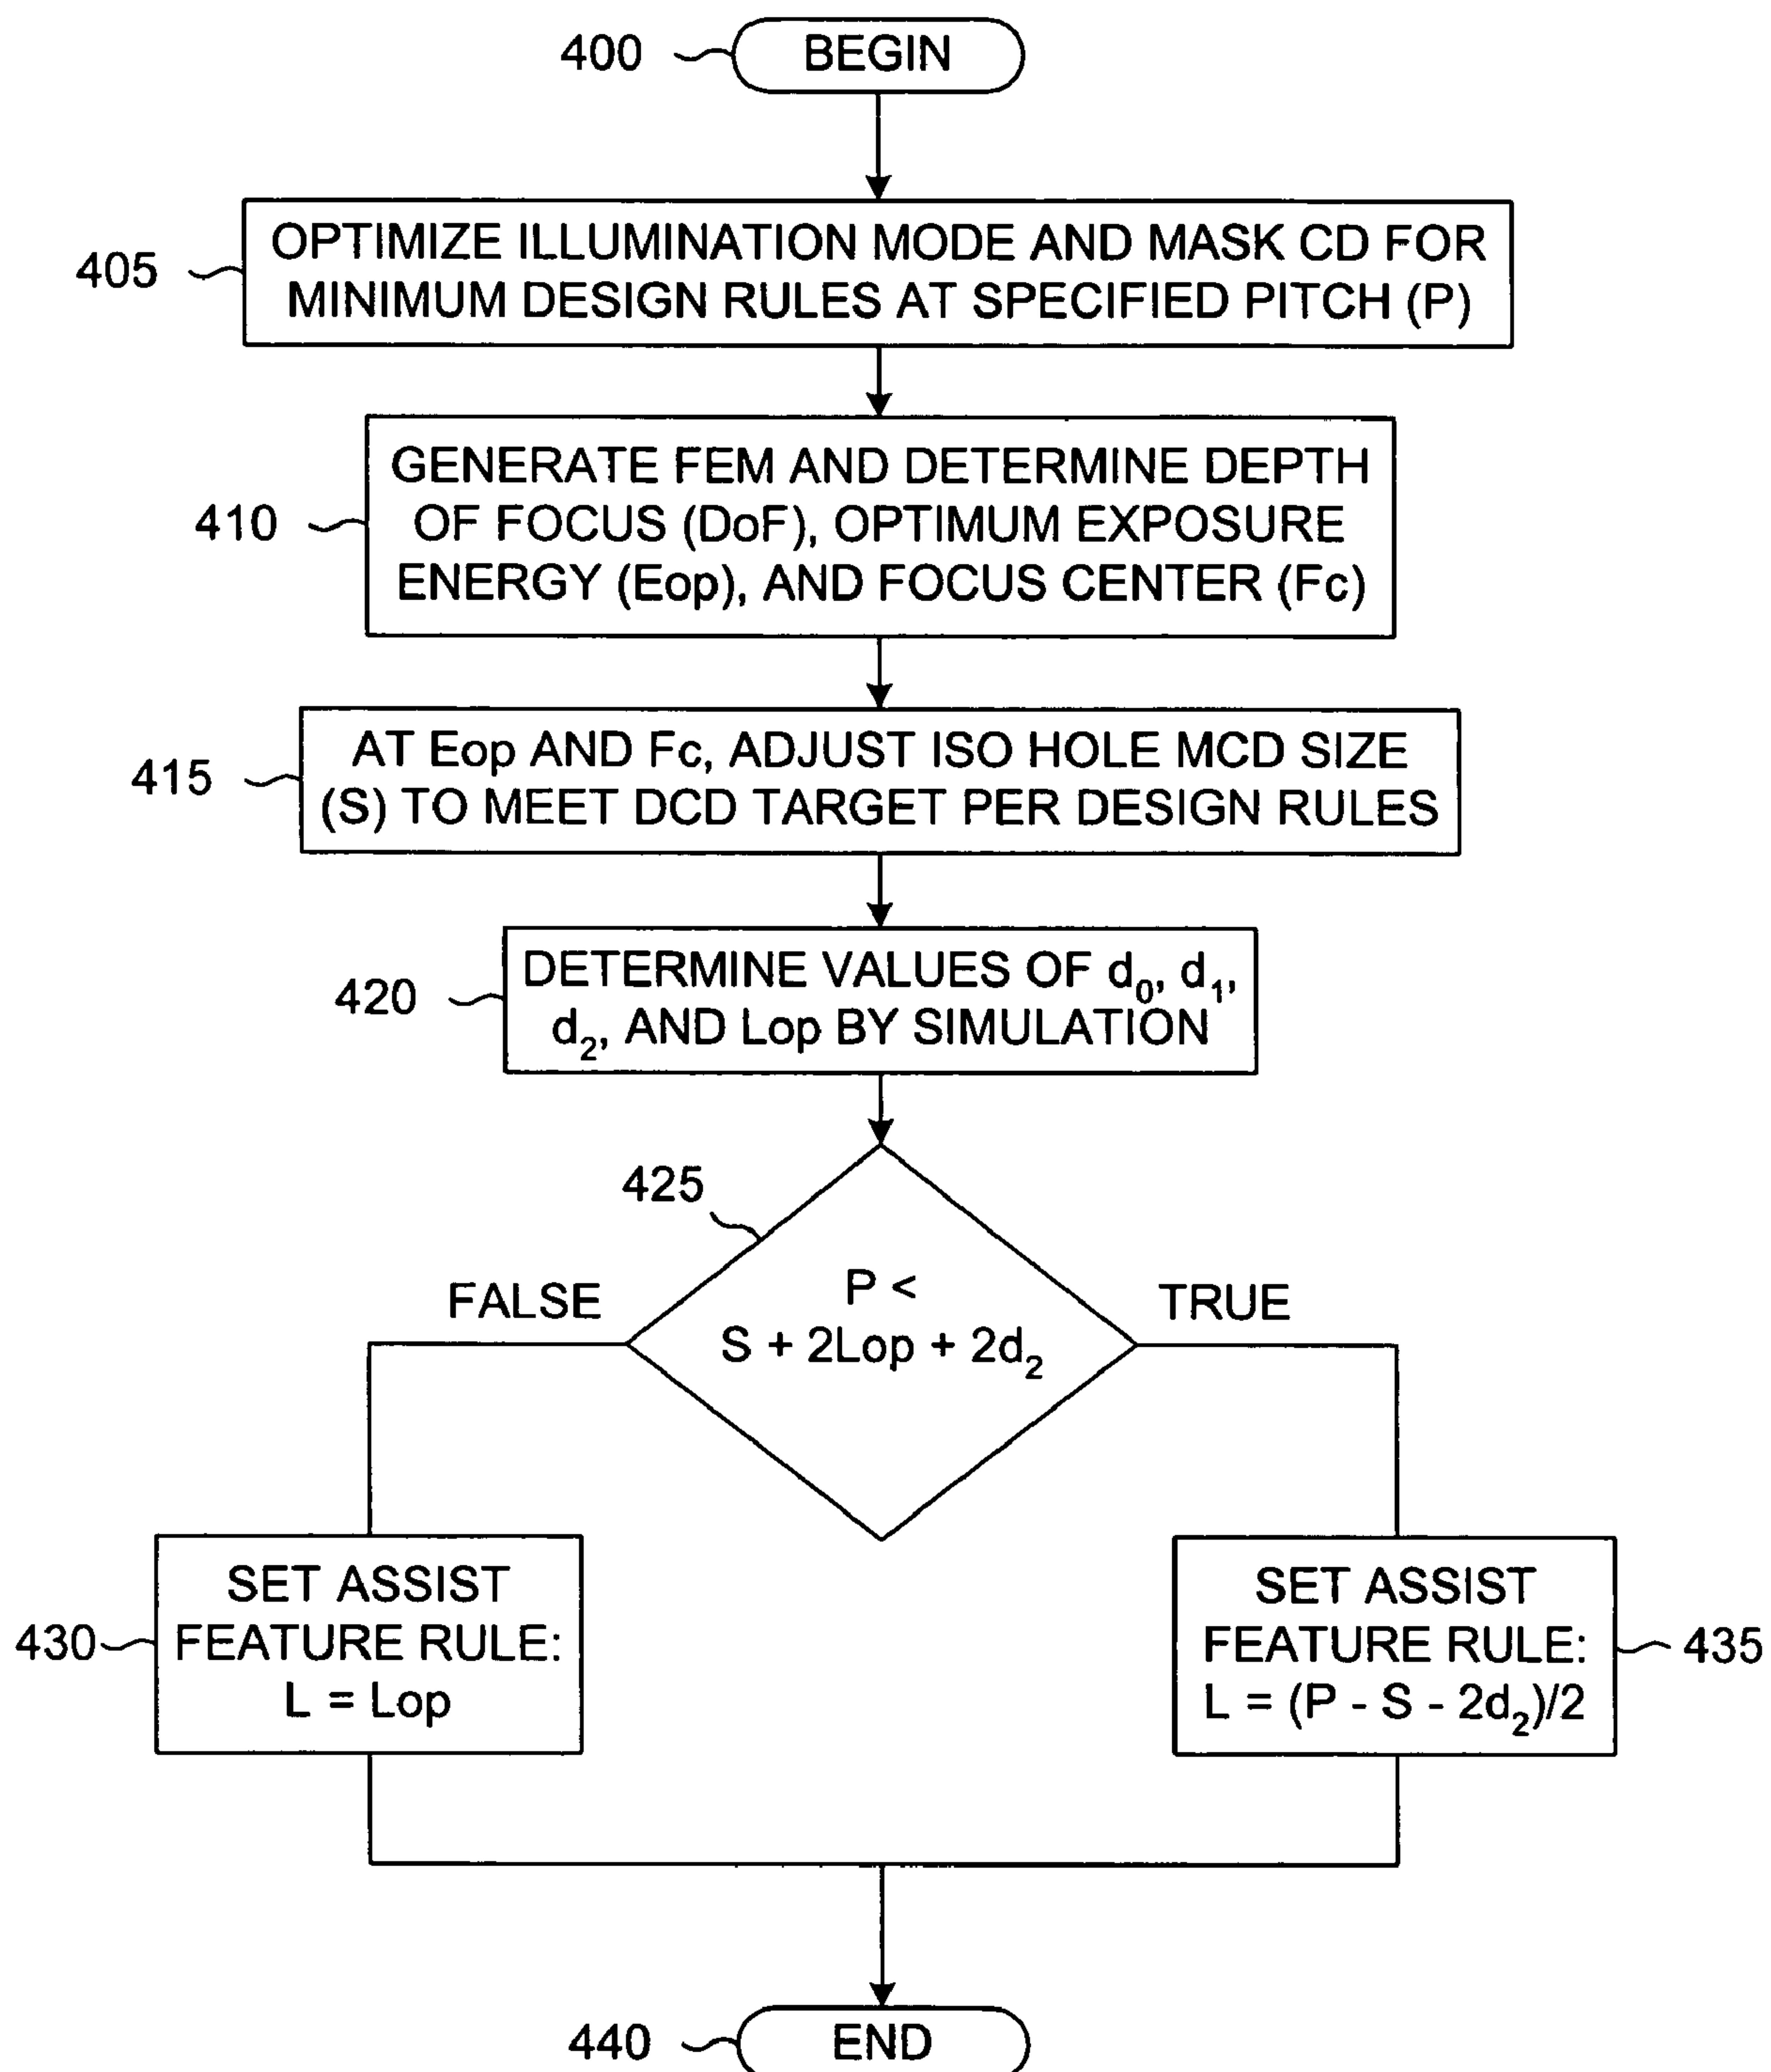 400
BEGIN
405
OPTIMIZE ILLUMINATION MODE AND MASK CD FOR
MINIMUM DESIGN RULES AT SPECIFIED PITCH (P)
410
GENERATE FEM AND DETERMINE DEPTH
OF FOCUS (DoF), OPTIMUM EXPOSURE
ENERGY (Eop), AND FOCUS CENTER (Fc)
415
AT Eop AND Fc, ADJUST ISO HOLE MCD SIZE
(S) TO MEET DCD TARGET PER DESIGN RULES
420
DETERMINE VALUES OF d₀, d₁,
d₂, AND Lop BY SIMULATION
425
P <
S + 2Lop + 2d₂
FALSE
TRUE
430
SET ASSIST
FEATURE RULE:
L = Lop
SET ASSIST
FEATURE RULE:
L = (P - S - 2d₂)/2
435
440
END